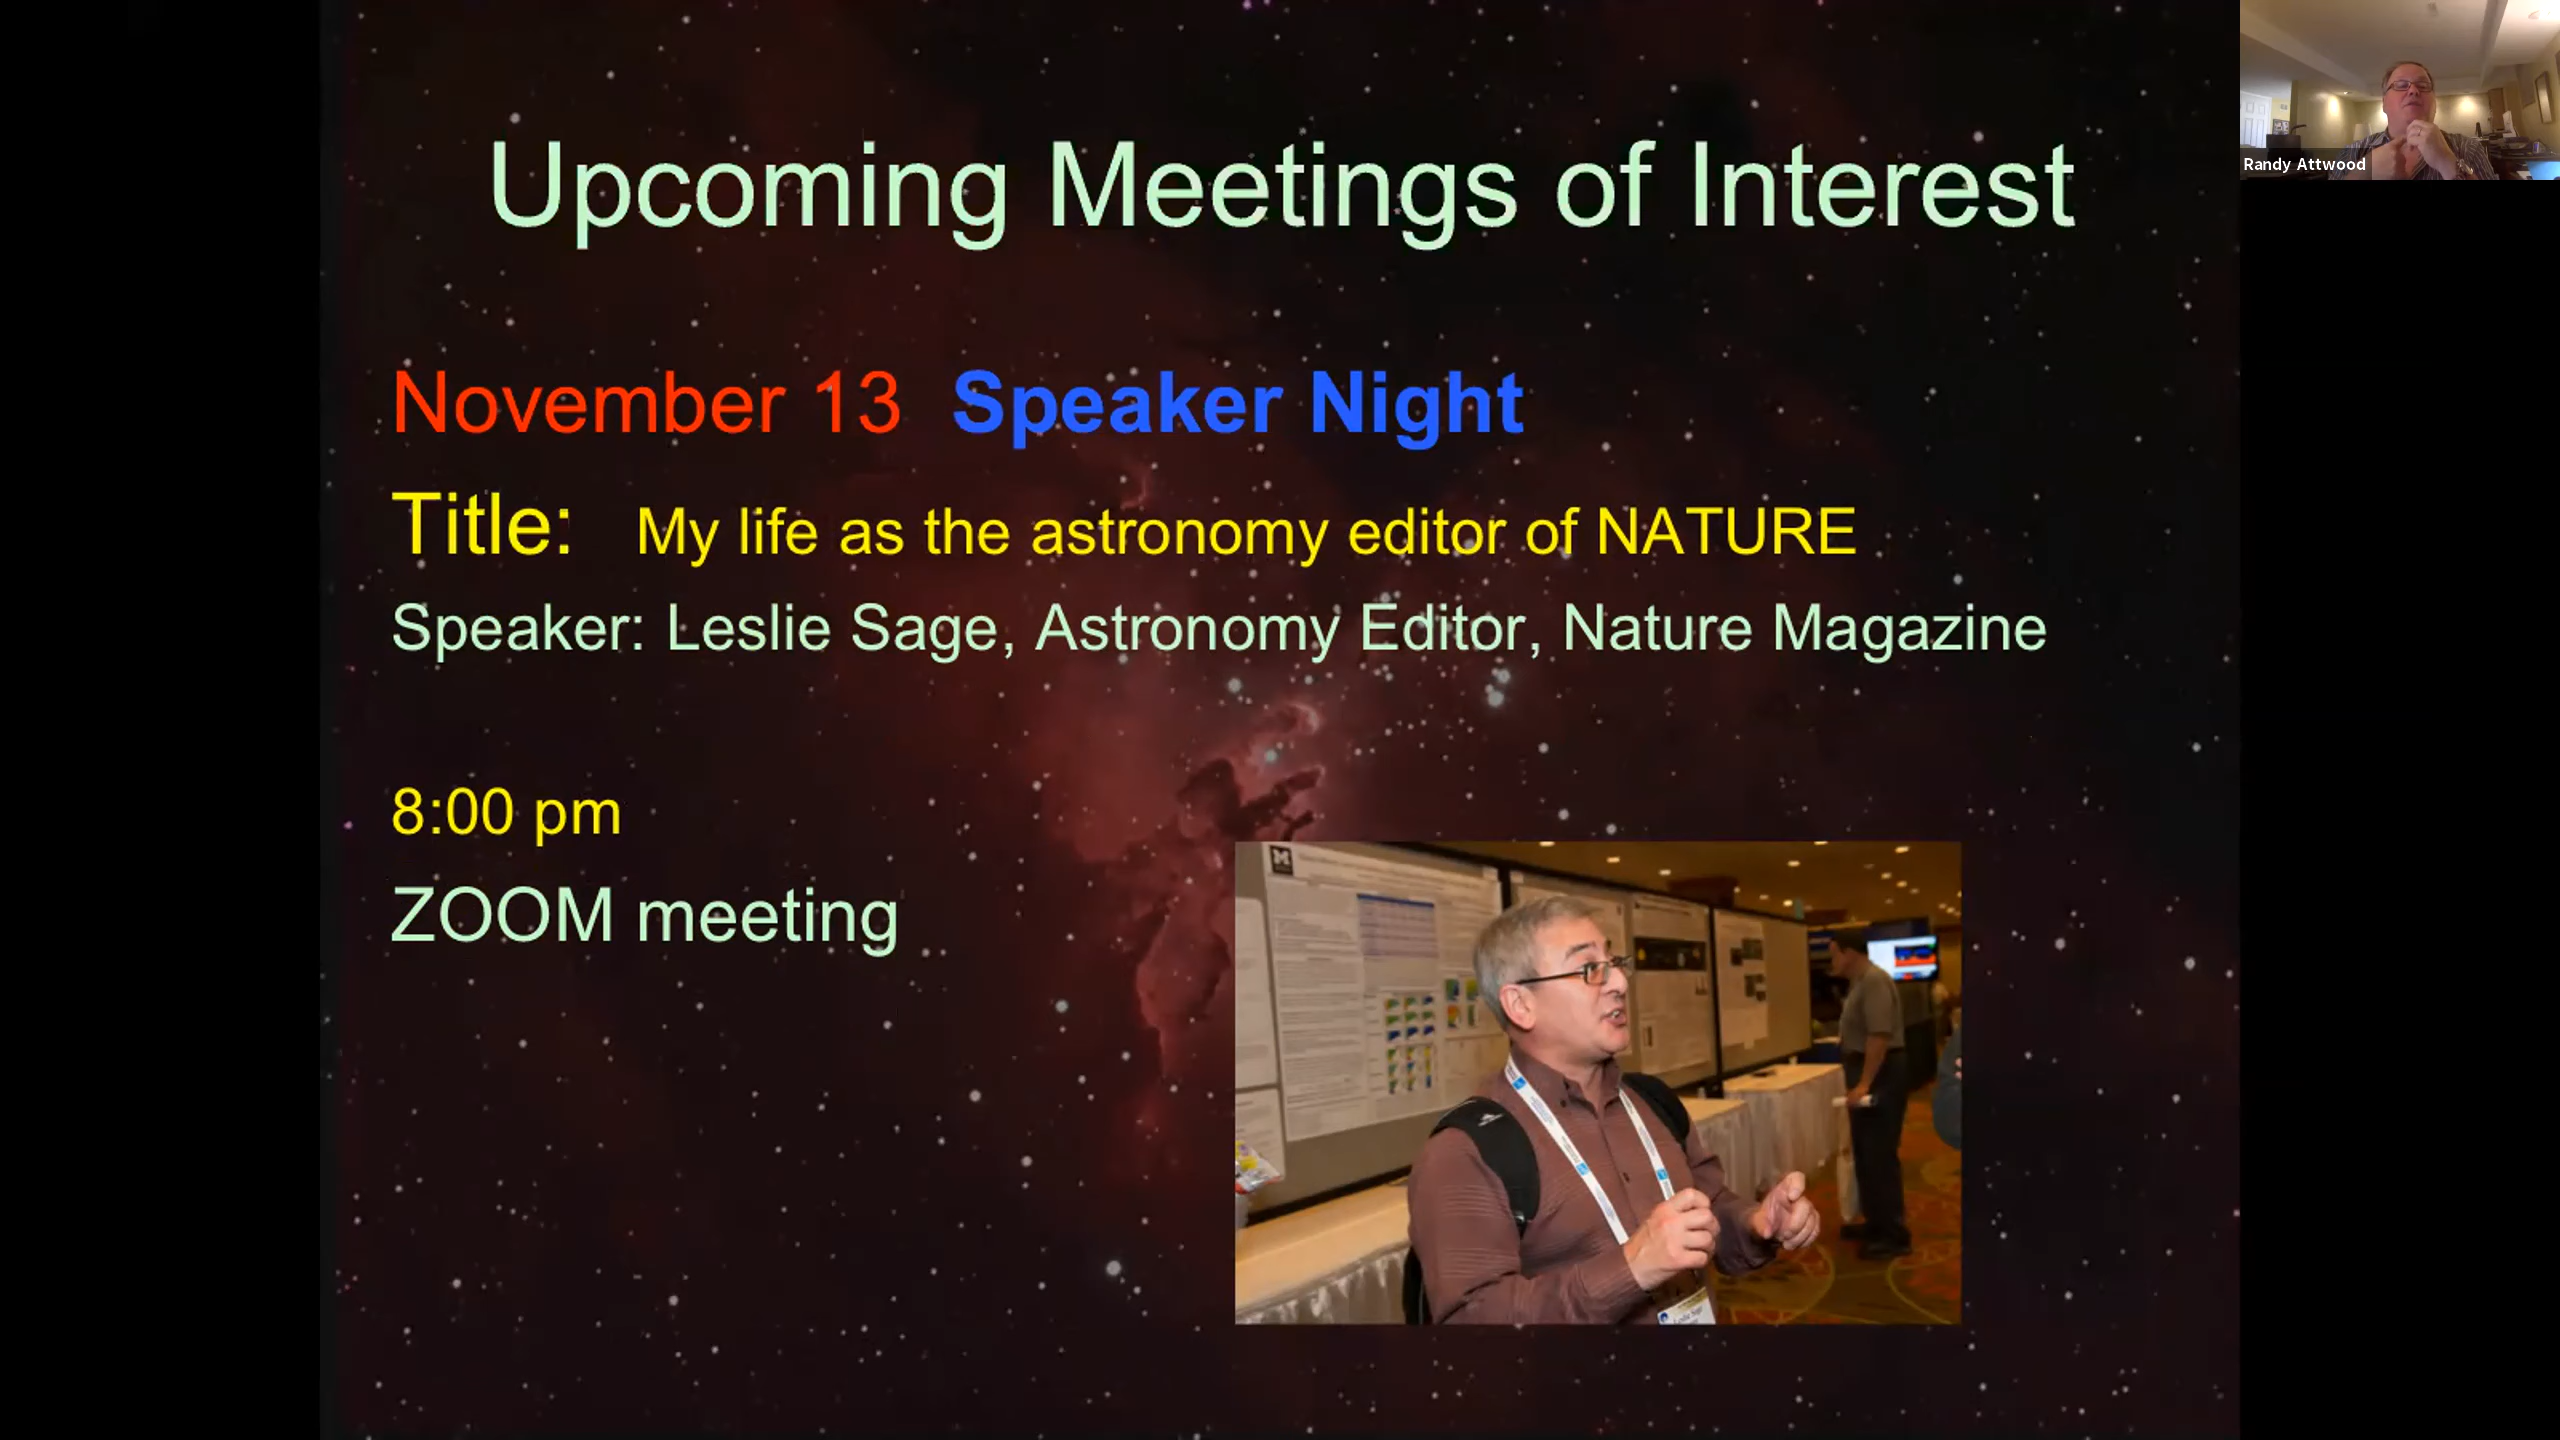 Upcoming Meetings of Interest
Randy Attwood
November 13 Speaker Night
Title: My life as the astronomy editor of NATURE
Speaker: Leslie Sage, Astronomy Editor, Nature Magazine
8:00 pm
ZOOM meeting
M